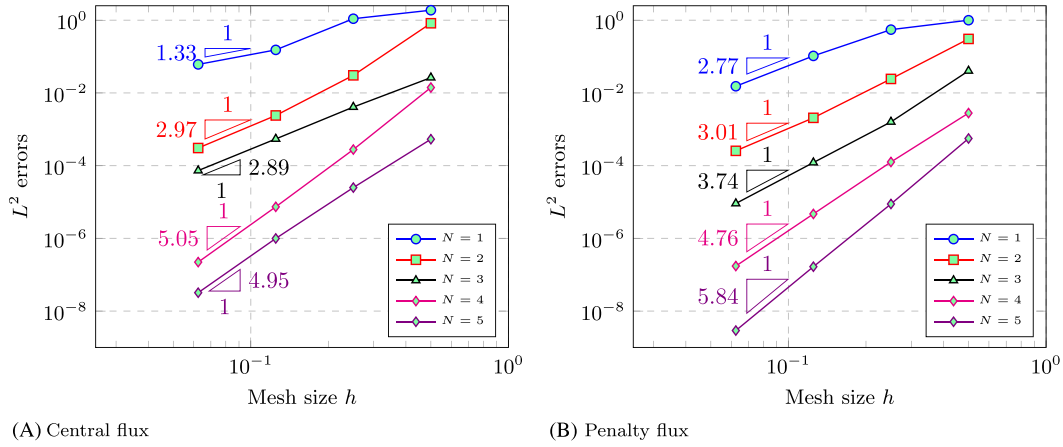 10^0
10^-2
10^-4
10^-6
10^-8
L^2 errors
1
1.33
1
2.97
2.89
1
1
5.05
4.95
1
N = 1
N = 2
N = 3
N = 4
N = 5
10^-1
10^0
Mesh size h
(A) Central flux
10^0
10^-2
10^-4
10^-6
10^-8
L^2 errors
1
2.77
1
3.01
1
3.74
1
4.76
1
5.84
N = 1
N = 2
N = 3
N = 4
N = 5
10^-1
10^0
Mesh size h
(B) Penalty flux